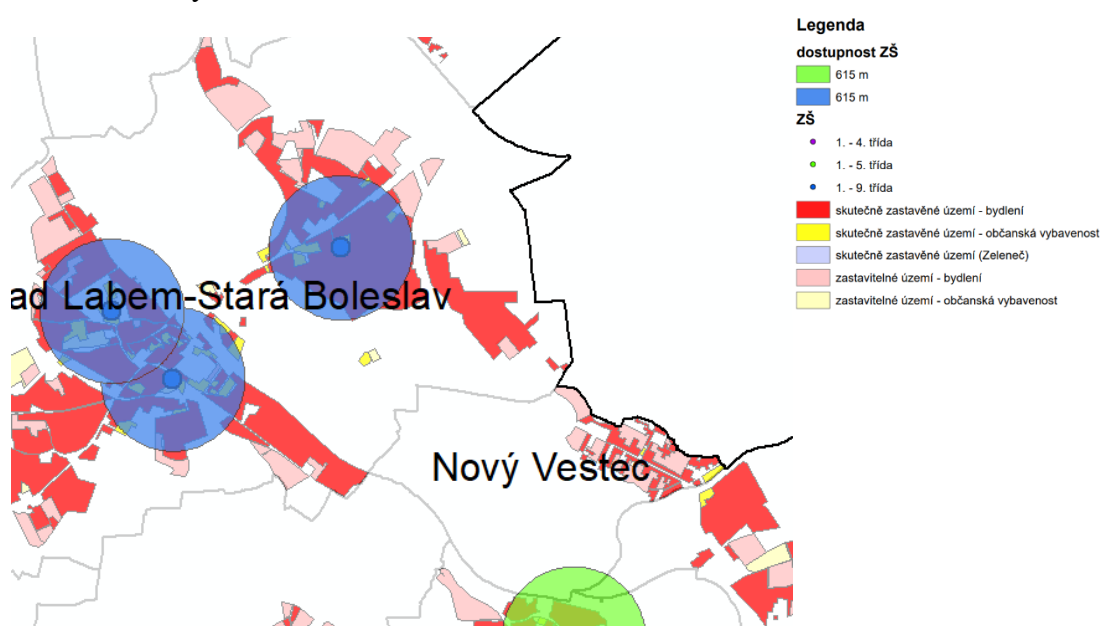 Legenda
dostupnost ZŠ
615 m
615 m
ZŠ
1. - 4. třída
1. - 5. třída
1. - 9. třída
skutečně zastavěné území - bydlení
skutečně zastavěné území - občanská vybavenost
skutečně zastavěné území (Zeleneč)
zastavitelné území - bydlení
zastavitelné území - občanská vybavenost
ad Labem-Stará Boleslav
Nový Vestec